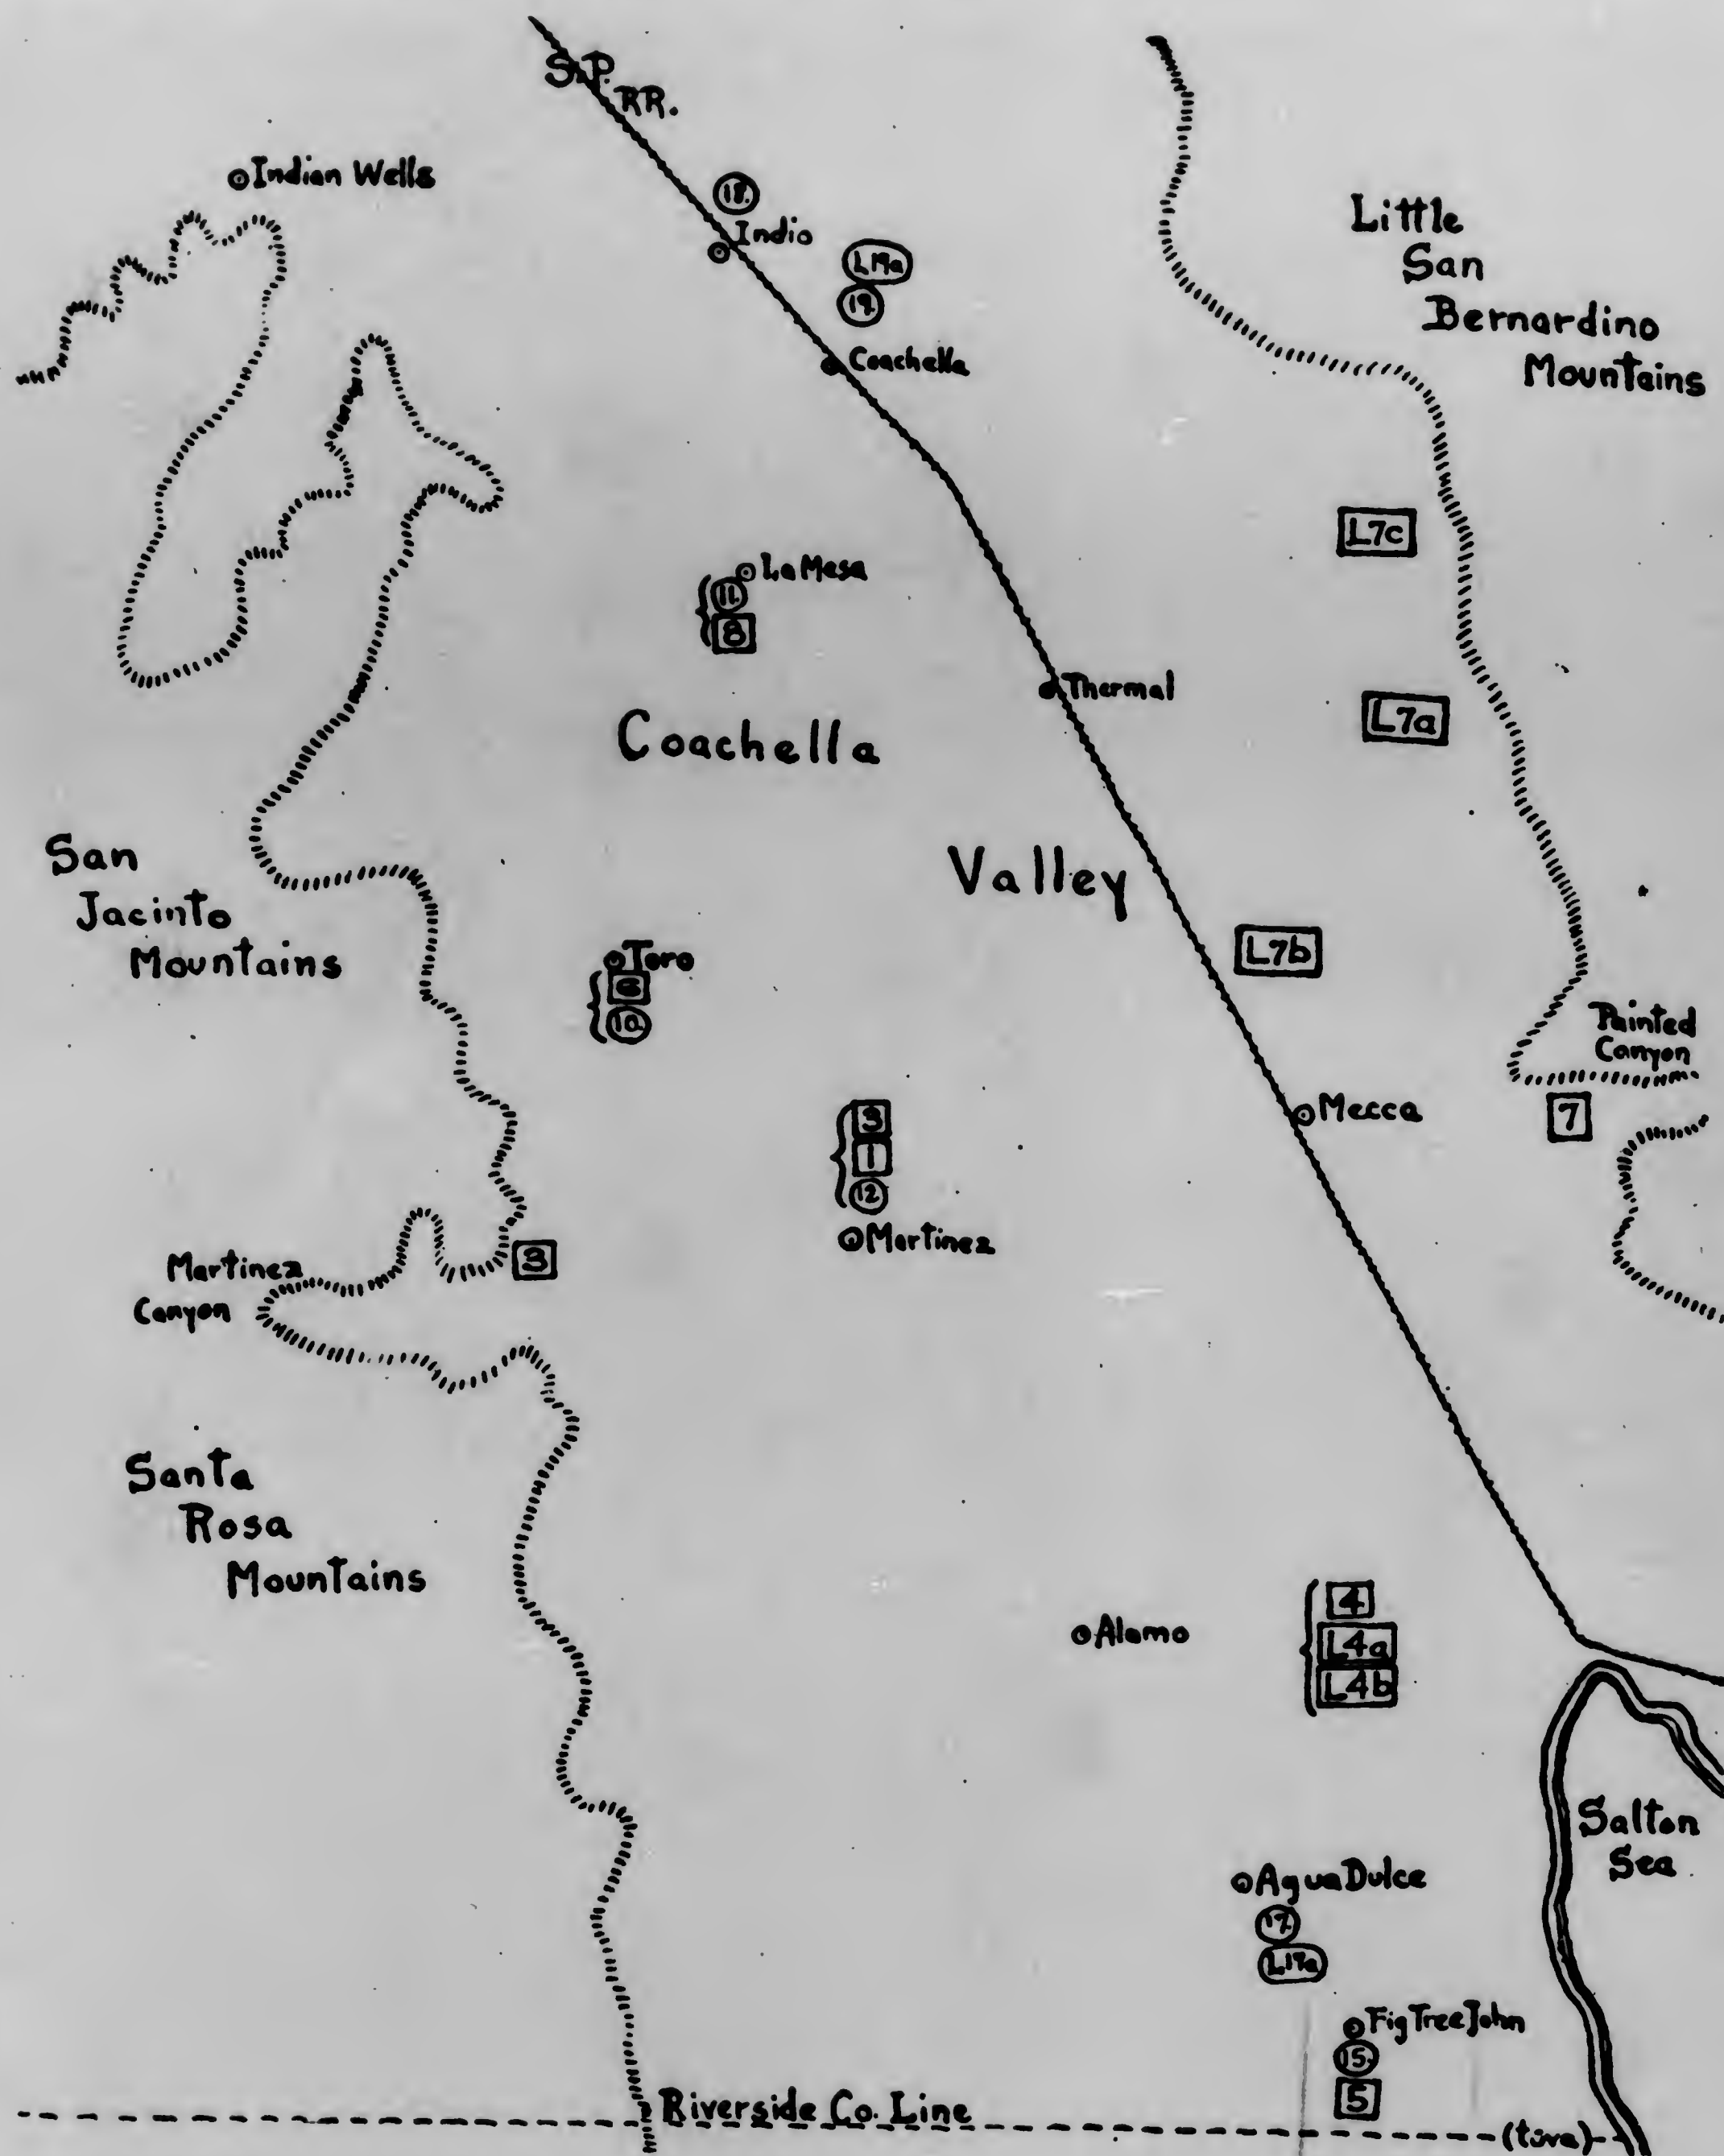 S.P.
RR.
Indian Wells
18.
Indio
L19a
19.
Coachella
Little
San
Bernardino
Mountains
L7c
La Mesa
11.
8
Thermal
L7a
Coachella
Valley
San
Jacinto
Mountains
L7b
Toro
6
10.
Painted
Canyon
3
1
12.
Mecca
7
Martinez
3
Martinez
Canyon
Santa
Rosa
Mountains
4
L4a
L4b
Alamo
Salton
Sea
Agua Dulce
17.
L17a
Fig Tree John
15.
5
Riverside Co. Line
(tuva)